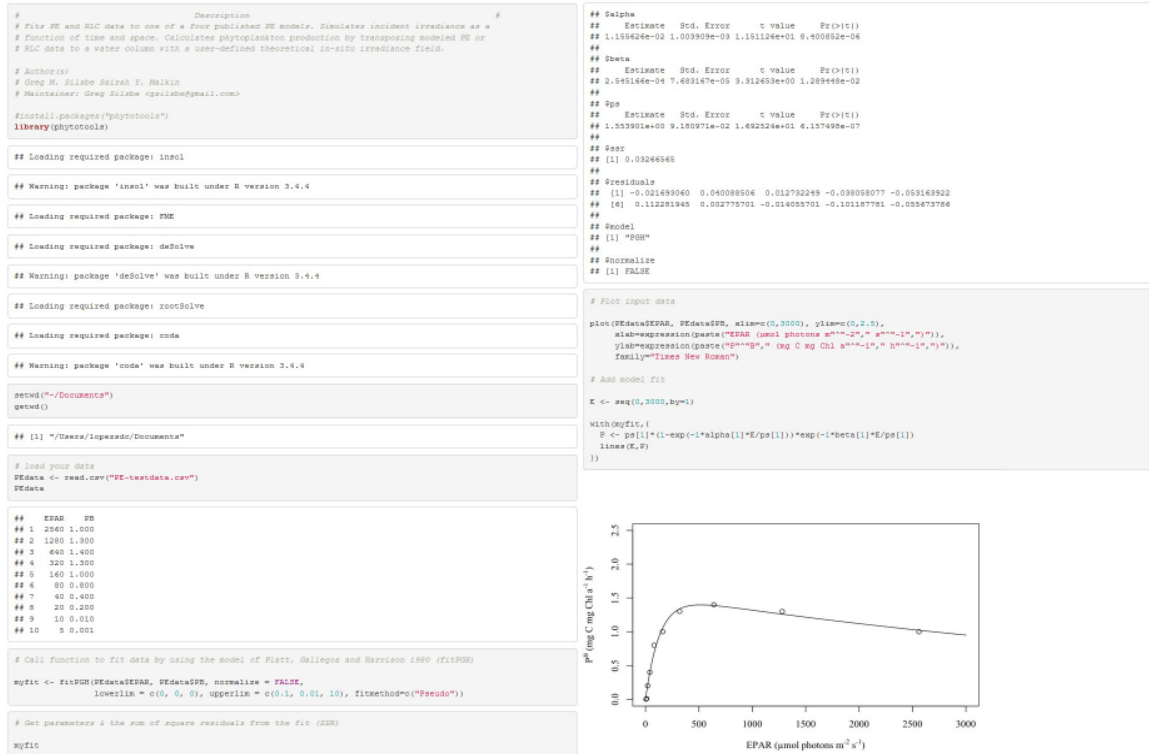 # Description #
# Fits PE and RLC data to one of a four published PE models. Simulates incident irradiance as a
# function of time and space. Calculates phytoplankton production by transposing modeled PE or
# RLC data to a water column with a user-defined theoretical in-situ irradiance field.
# Author(s)
# Greg M. Silsbe Sairah Y. Malkin
# Maintainer: Greg Silsbe <gsilsbe@gmail.com>
#install.packages("phytotools")
library(phytotools)
## Loading required package: insol
## Warning: package 'insol' was built under R version 3.4.4
## Loading required package: FME
## Loading required package: deSolve
## Warning: package 'deSolve' was built under R version 3.4.4
## Loading required package: rootSolve
## Loading required package: coda
## Warning: package 'coda' was built under R version 3.4.4
setwd("~/Documents")
getwd()
## [1] "/Users/lopezsdc/Documents"
# load your data
PEdata <- read.csv("PE-testdata.csv")
PEdata
## EPAR PB
## 1 2560 1.000
## 2 1280 1.300
## 3 640 1.400
## 4 320 1.300
## 5 160 1.000
## 6 80 0.800
## 7 40 0.400
## 8 20 0.200
## 9 10 0.010
## 10 5 0.001
# Call function to fit data by using the model of Platt, Gallegos and Harrison 1980 (fitPGH)
myfit <- fitPGH(PEdata$EPAR, PEdata$PB, normalize = FALSE,
lowerlim = c(0, 0, 0), upperlim = c(0.1, 0.01, 10), fitmethod=c("Pseudo"))
# Get parameters & the sum of square residuals from the fit (SSR)
myfit
## $alpha
## Estimate Std. Error t value Pr(>|t|)
## 1.155626e-02 1.003909e-03 1.151126e+01 8.400852e-06
##
## $beta
## Estimate Std. Error t value Pr(>|t|)
## 2.545166e-04 7.683167e-05 3.312653e+00 1.289448e-02
##
## $ps
## Estimate Std. Error t value Pr(>|t|)
## 1.553901e+00 9.180971e-02 1.692524e+01 6.157498e-07
##
## $ssr
## [1] 0.03266565
##
## $residuals
## [1] -0.021693060 0.040088506 0.012732249 -0.038058077 -0.053163922
## [6] 0.112281945 0.002775701 -0.014055701 -0.101187781 -0.055673786
##
## $model
## [1] "PGH"
##
## $normalize
## [1] FALSE
# Plot input data
plot(PEdata$EPAR, PEdata$PB, xlim=c(0,3000), ylim=c(0,2.5),
xlab=expression(paste("EPAR (umol photons m"^"-2"," s"^"-1",")")),
ylab=expression(paste("P"^"B"," (mg C mg Chl a"^"-1"," h"^"-1",")")),
family="Times New Roman")
# Add model fit
E <- seq(0,3000,by=1)
with(myfit,{
P <- ps[1]*(1-exp(-1*alpha[1]*E/ps[1]))*exp(-1*beta[1]*E/ps[1])
lines(E,P)
})
P^B (mg C mg Chl a^-1 h^-1)
2.5
2.0
1.5
1.0
0.5
0.0
0 500 1000 1500 2000 2500 3000
EPAR (µmol photons m^-2 s^-1)